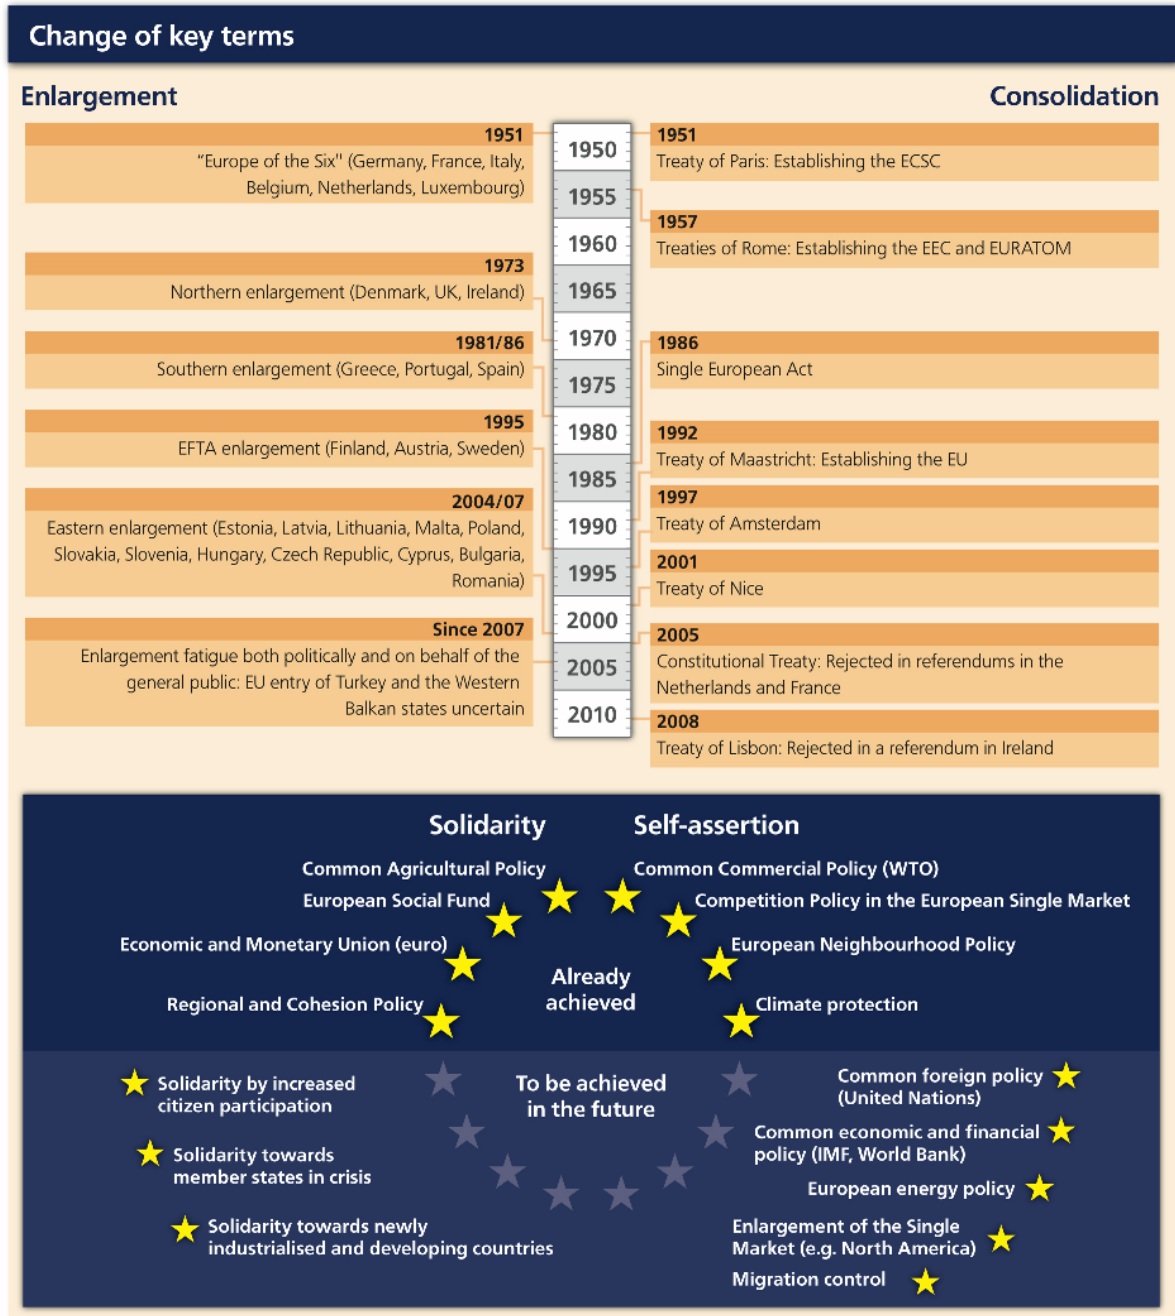 Change of key terms
Enlargement
Consolidation
1951
"Europe of the Six" (Germany, France, Italy,
Belgium, Netherlands, Luxembourg)
1973
Northern enlargement (Denmark, UK, Ireland)
1981/86
Southern enlargement (Greece, Portugal, Spain)
1995
EFTA enlargement (Finland, Austria, Sweden)
2004/07
Eastern enlargement (Estonia, Latvia, Lithuania, Malta, Poland,
Slovakia, Slovenia, Hungary, Czech Republic, Cyprus, Bulgaria,
Romania)
Since 2007
Enlargement fatigue both politically and on behalf of the
general public: EU entry of Turkey and the Western
Balkan states uncertain
1950
1955
1960
1965
1970
1975
1980
1985
1990
1995
2000
2005
2010
1951
Treaty of Paris: Establishing the ECSC
1957
Treaties of Rome: Establishing the EEC and EURATOM
1986
Single European Act
1992
Treaty of Maastricht: Establishing the EU
1997
Treaty of Amsterdam
2001
Treaty of Nice
2005
Constitutional Treaty: Rejected in referendums in the
Netherlands and France
2008
Treaty of Lisbon: Rejected in a referendum in Ireland
Solidarity
Common Agricultural Policy
European Social Fund
Economic and Monetary Union (euro)
Regional and Cohesion Policy
Self-assertion
Common Commercial Policy (WTO)
Competition Policy in the European Single Market
European Neighbourhood Policy
Climate protection
Already
achieved
To be achieved
in the future
Solidarity by increased
citizen participation
Solidarity towards
member states in crisis
Solidarity towards newly
industrialised and developing countries
Common foreign policy
(United Nations)
Common economic and financial
policy (IMF, World Bank)
European energy policy
Enlargement of the Single
Market (e.g. North America)
Migration control